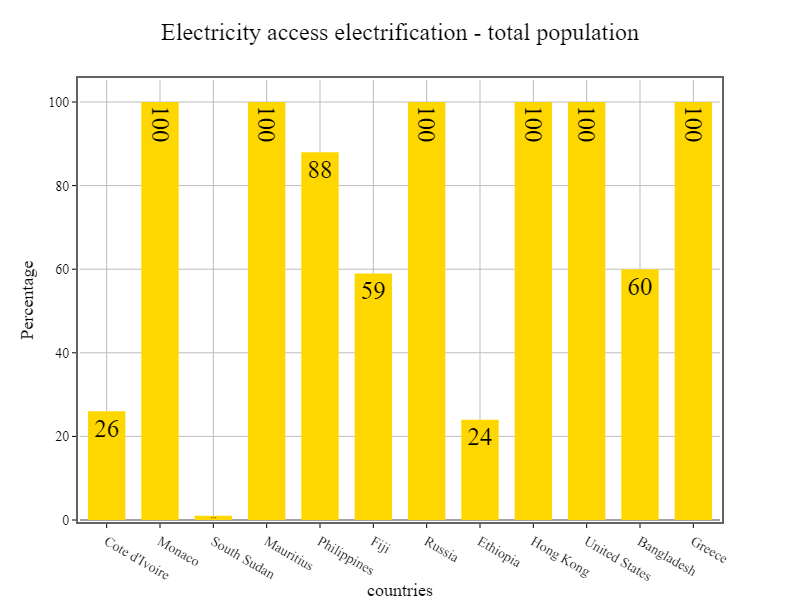 Electricity access electrification - total population
Percentage
100
80
60
40
20
0
26
100
100
88
59
100
24
100
100
60
100
Cote d'Ivoire
Monaco
South Sudan
Mauritius
Philippines
Fiji
Russia
Ethiopia
Hong Kong
United States
Bangladesh
Greece
countries